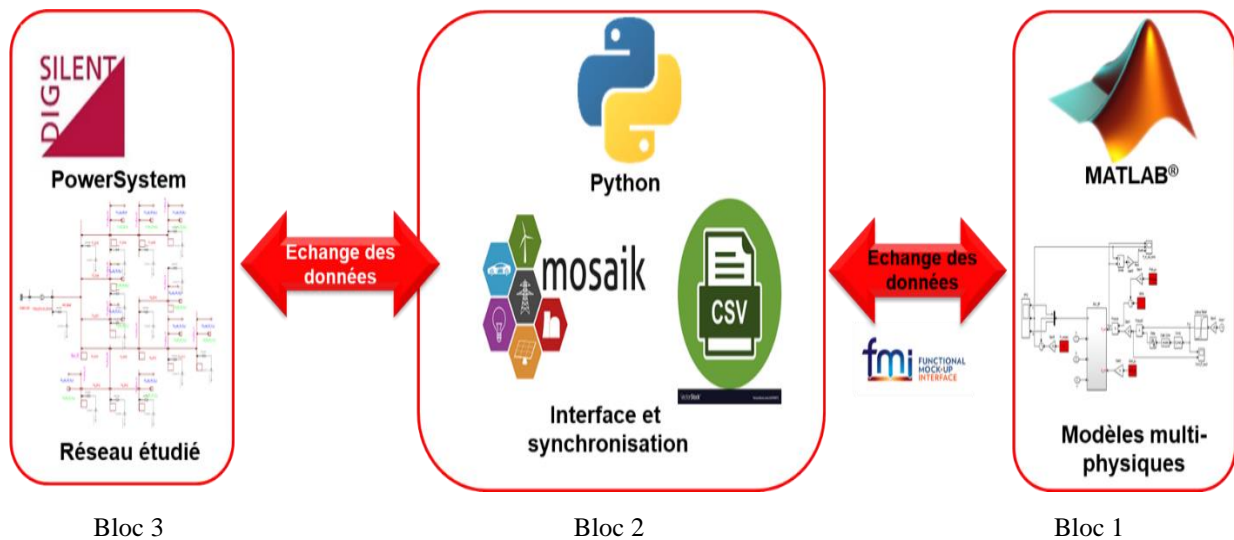 DIG SILENT
PowerSystem
Réseau étudié
Echange des
données
Python
mosaik
CSV
Interface et
synchronisation
Echange des
données
fmi FUNCTIONAL
MOCK-UP
INTERFACE
MATLAB®
Modèles multi-
physiques
Bloc 3
Bloc 2
Bloc 1